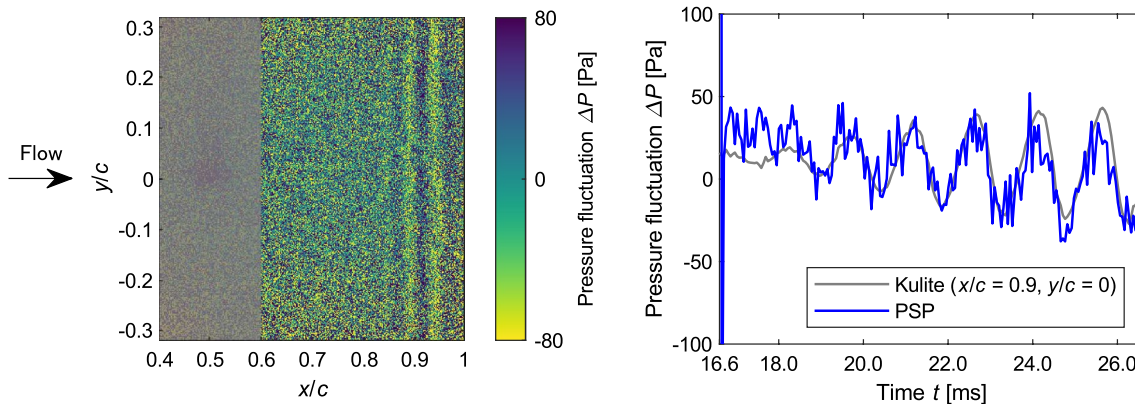 0.3
0.2
0.1
0
-0.1
-0.2
-0.3
y/c
Flow
0.4 0.5 0.6 0.7 0.8 0.9 1
x/c
80
0
-80
Pressure fluctuation ΔP [Pa]
100
50
0
-50
-100
Pressure fluctuation ΔP [Pa]
Kulite (x/c = 0.9, y/c = 0)
PSP
16.6 18.0 20.0 22.0 24.0 26.0
Time t [ms]